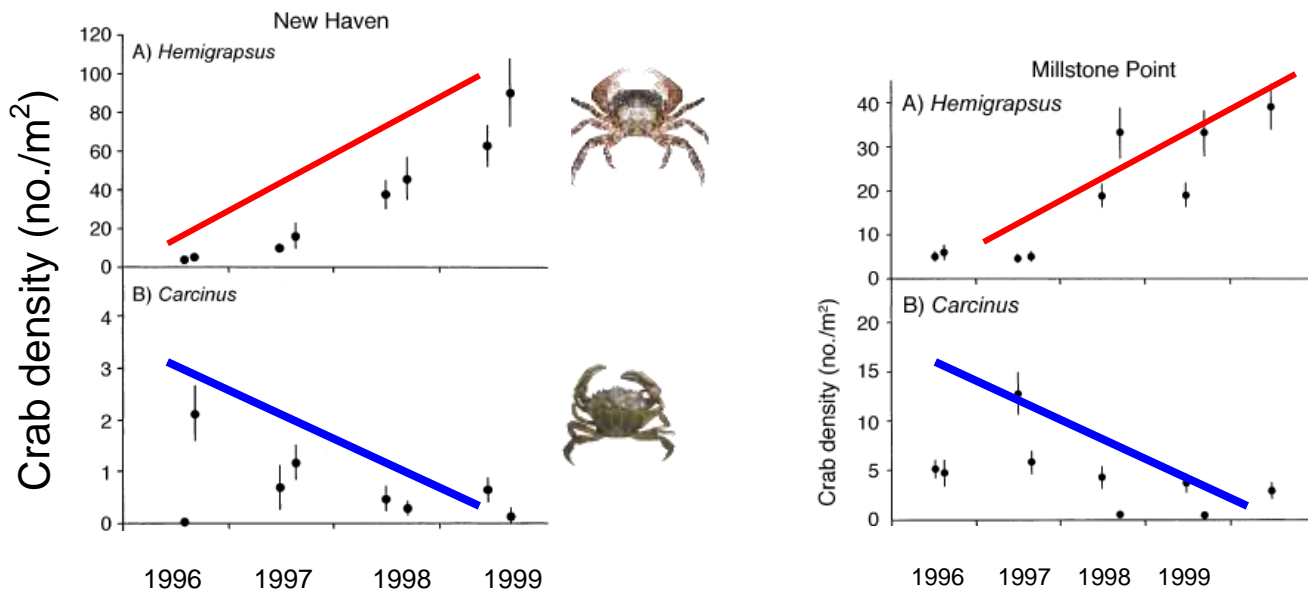 New Haven
A) Hemigrapsus
120
100
80
60
40
20
0
B) Carcinus
4
3
2
1
0
Crab density (no./m²)
1996 1997 1998 1999
Millstone Point
A) Hemigrapsus
40
30
20
10
0
B) Carcinus
20
15
10
5
0
Crab density (no./m²)
1996 1997 1998 1999